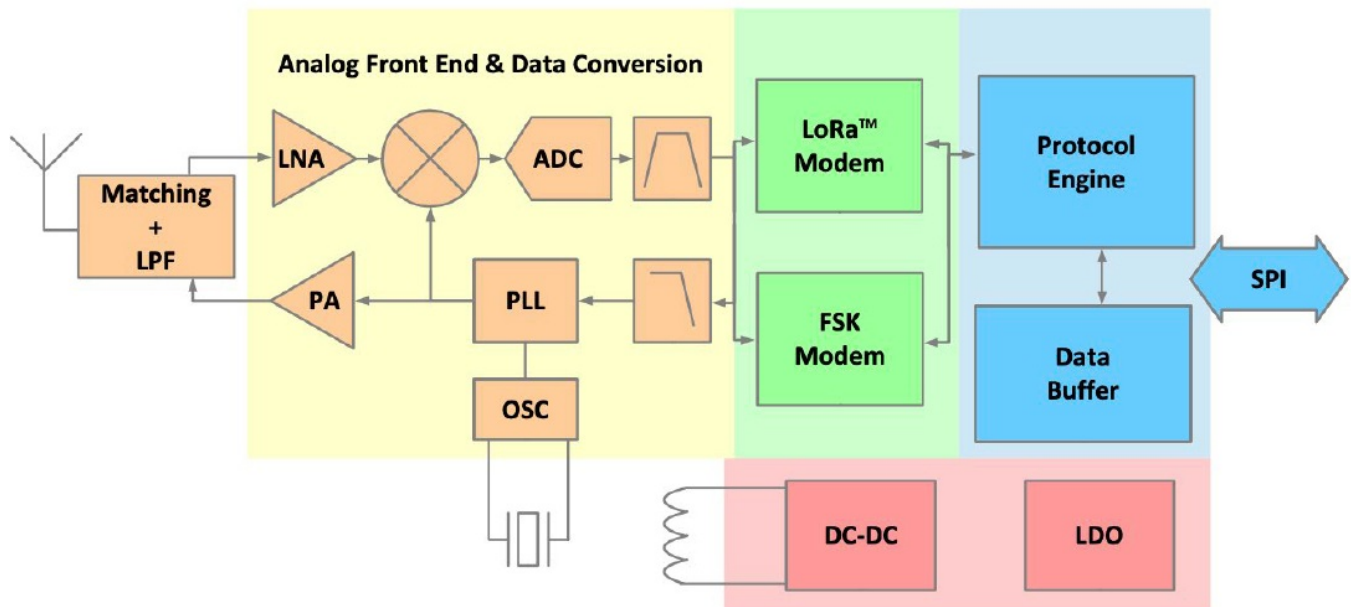 Analog Front End & Data Conversion
LNA
ADC
LoRa™
Modem
Protocol
Engine
Matching
+
LPF
PA
PLL
FSK
Modem
SPI
Data
Buffer
OSC
DC-DC
LDO